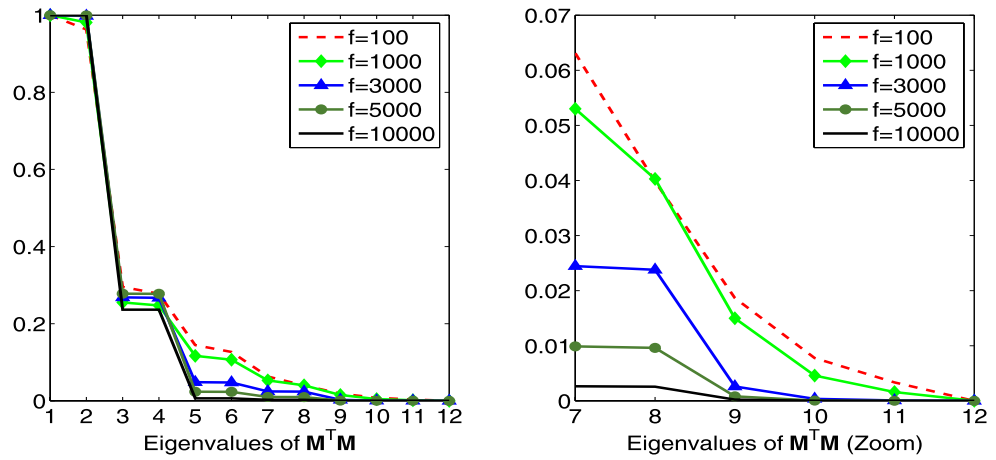 1
0.8
0.6
0.4
0.2
0
1 2 3 4 5 6 7 8 9 10 11 12
Eigenvalues of MᵀM
f=100
f=1000
f=3000
f=5000
f=10000
0.07
0.06
0.05
0.04
0.03
0.02
0.01
0
7 8 9 10 11 12
Eigenvalues of MᵀM (Zoom)
f=100
f=1000
f=3000
f=5000
f=10000